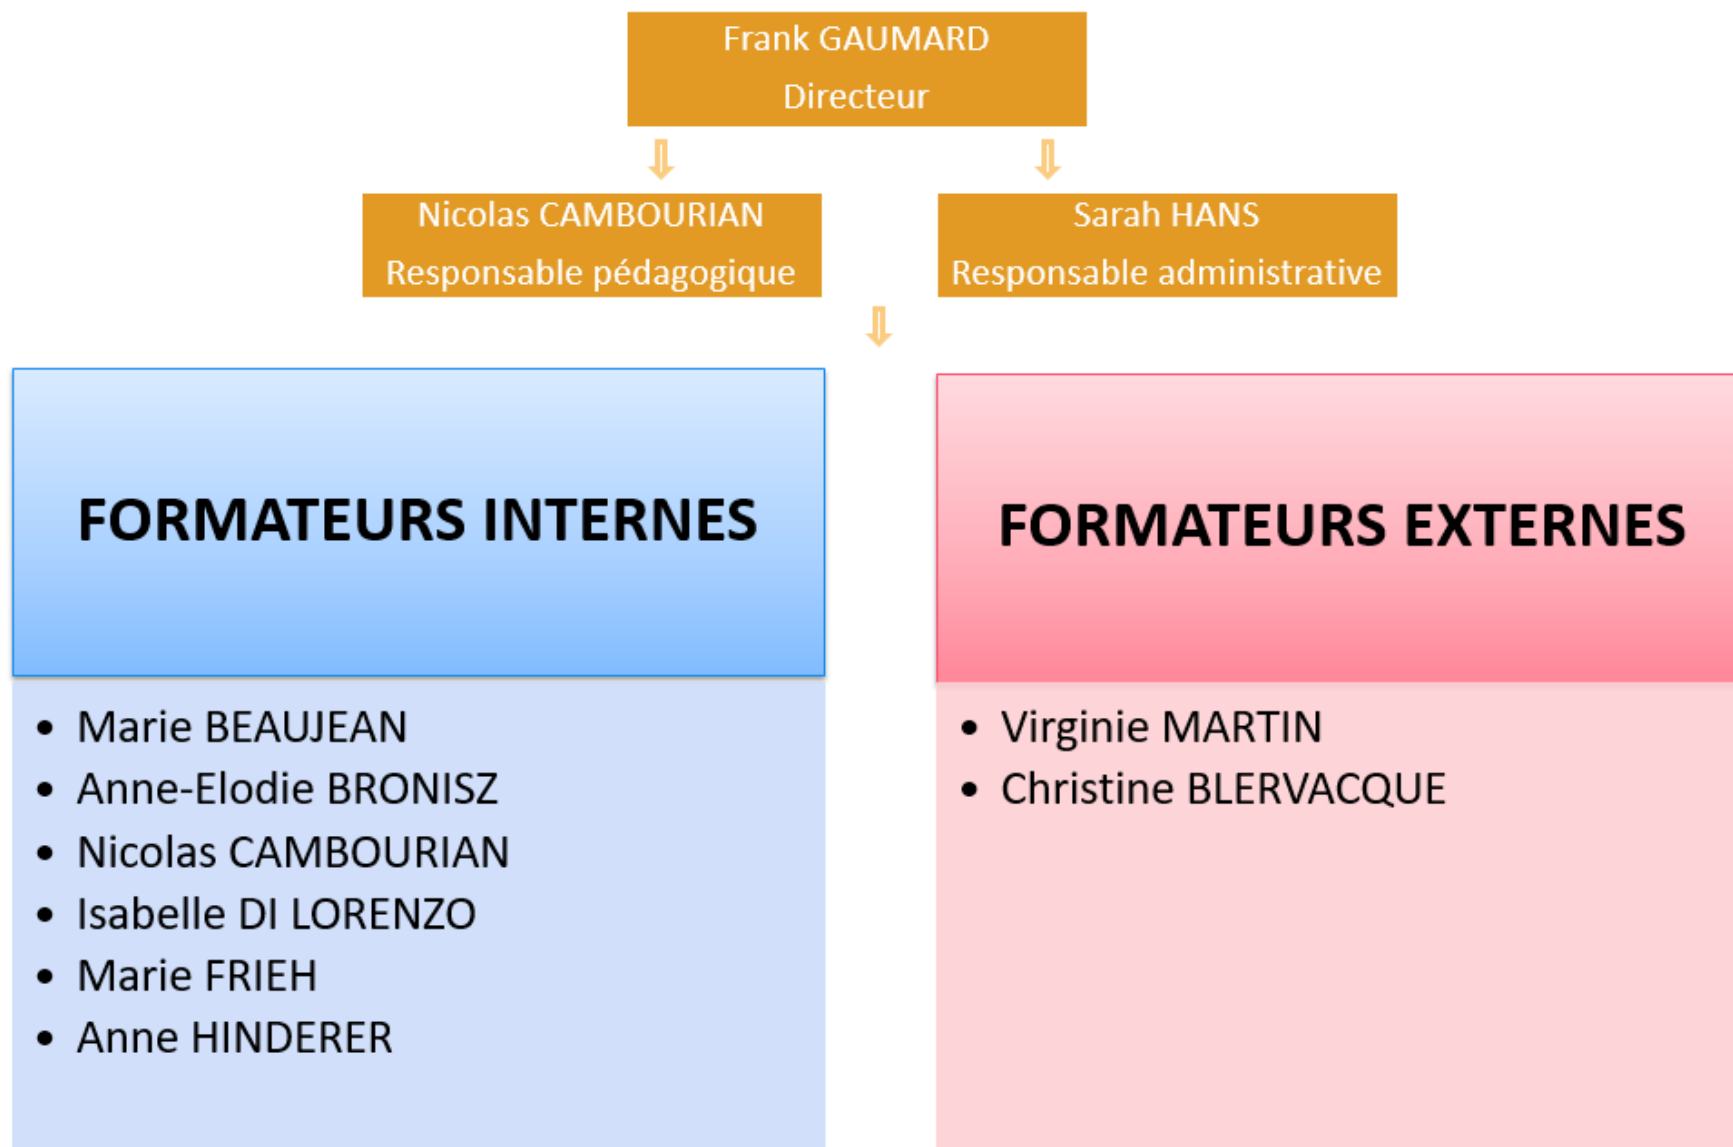 Frank GAUMARD
Directeur
Nicolas CAMBOURIAN
Responsable pédagogique
Sarah HANS
Responsable administrative
FORMATEURS INTERNES
• Marie BEAUJEAN
• Anne-Elodie BRONISZ
• Nicolas CAMBOURIAN
• Isabelle DI LORENZO
• Marie FRIEH
• Anne HINDERER
FORMATEURS EXTERNES
• Virginie MARTIN
• Christine BLERVACQUE